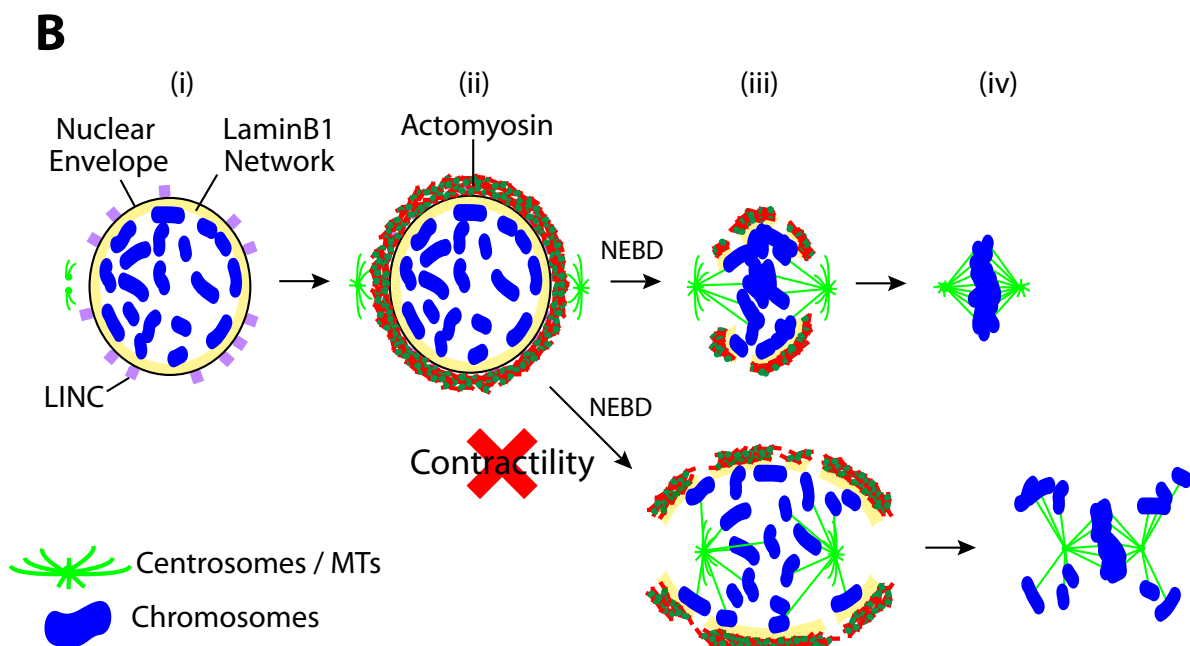 B
(i)
(ii)
(iii)
(iv)
Nuclear
Envelope
LaminB1
Network
Actomyosin
NEBD
LINC
NEBD
Contractility
Centrosomes / MTs
Chromosomes